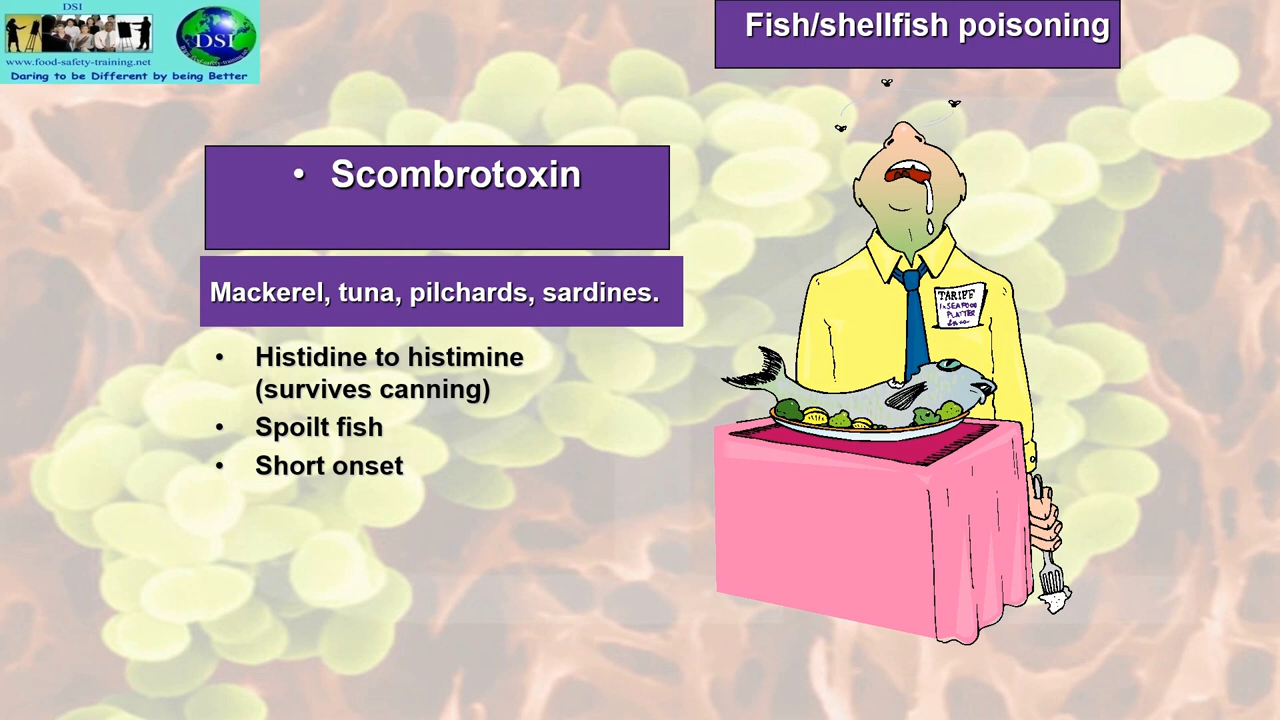 DSI
DSI
www.food-safety-training.net
Daring to be Different by being Better
Fish/shellfish poisoning
• Scombrotoxin
Mackerel, tuna, pilchards, sardines.
• Histidine to histimine
(survives canning)
• Spoilt fish
• Short onset
TARIFF
SEAFOOD
PLATTER